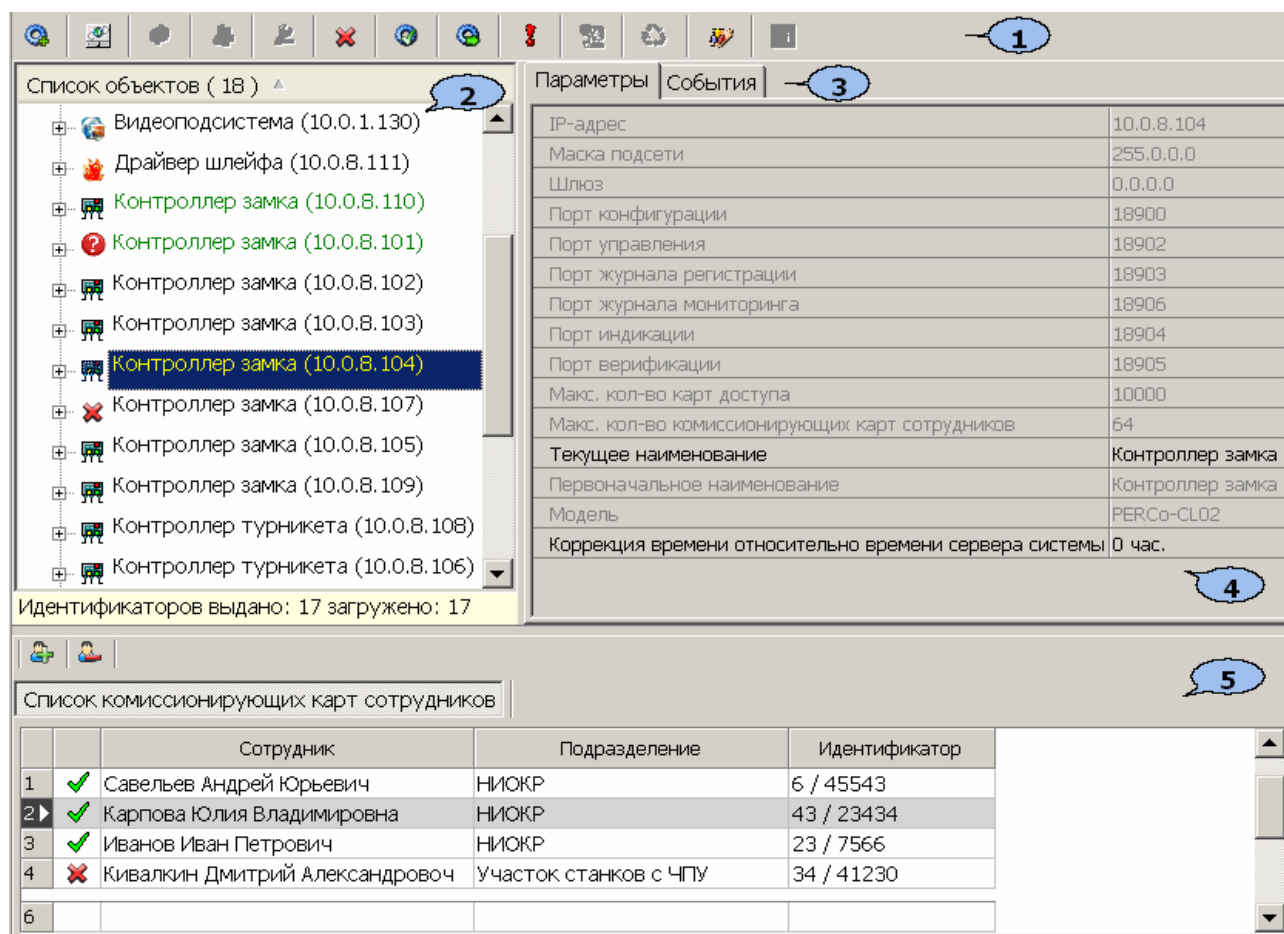 1
Список объектов ( 18 )
2
Видеоподсистема (10.0.1.130)
Драйвер шлейфа (10.0.8.111)
Контроллер замка (10.0.8.110)
Контроллер замка (10.0.8.101)
Контроллер замка (10.0.8.102)
Контроллер замка (10.0.8.103)
Контроллер замка (10.0.8.104)
Контроллер замка (10.0.8.107)
Контроллер замка (10.0.8.105)
Контроллер замка (10.0.8.109)
Контроллер турникета (10.0.8.108)
Контроллер турникета (10.0.8.106)
Идентификаторов выдано: 17 загружено: 17
Параметры События
3
IP-адрес 10.0.8.104
Маска подсети 255.0.0.0
Шлюз 0.0.0.0
Порт конфигурации 18900
Порт управления 18902
Порт журнала регистрации 18903
Порт журнала мониторинга 18906
Порт индикации 18904
Порт верификации 18905
Макс. кол-во карт доступа 10000
Макс. кол-во комиссионирующих карт сотрудников 64
Текущее наименование Контроллер замка
Первоначальное наименование Контроллер замка
Модель PERCo-CL02
Коррекция времени относительно времени сервера системы 0 час.
4
5
Список комиссионирующих карт сотрудников
Сотрудник Подразделение Идентификатор
1 Савельев Андрей Юрьевич НИОКР 6 / 45543
2 Карпова Юлия Владимировна НИОКР 43 / 23434
3 Иванов Иван Петрович НИОКР 23 / 7566
4 Кивалкин Дмитрий Александровоч Участок станков с ЧПУ 34 / 41230
6